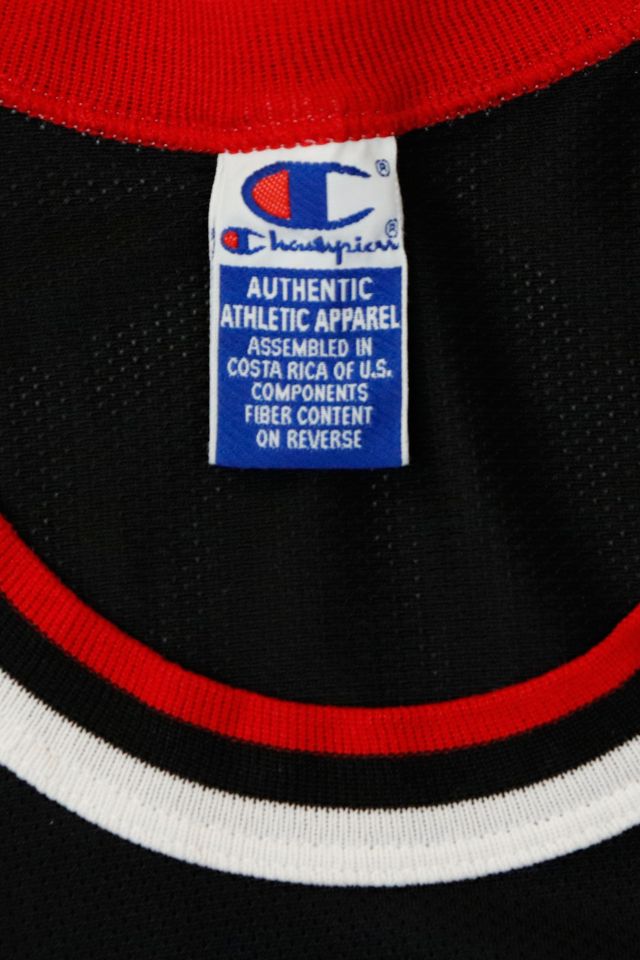 Champion
AUTHENTIC
ATHLETIC APPAREL
ASSEMBLED IN
COSTA RICA OF U.S.
COMPONENTS
FIBER CONTENT
ON REVERSE